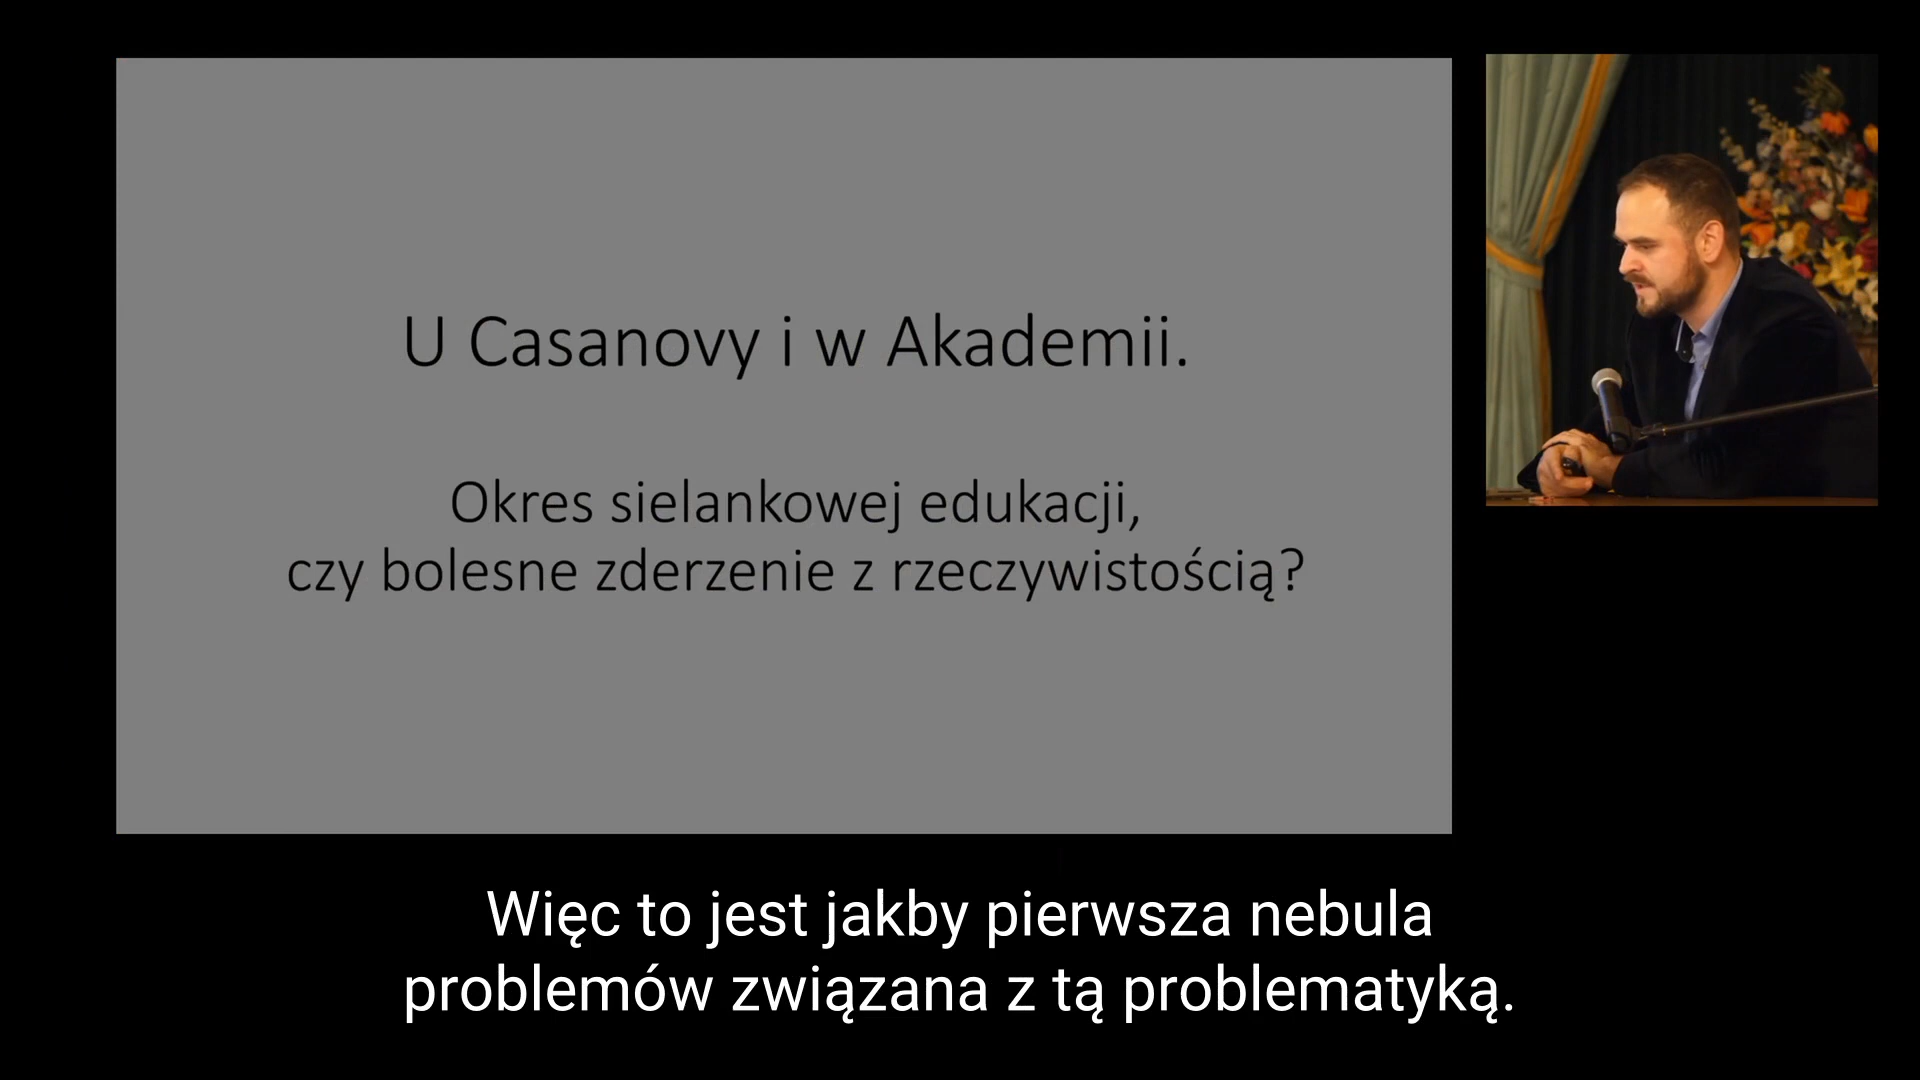 U Casanovy i w Akademii.
Okres sielankowej edukacji,
czy bolesne zderzenie z rzeczywistością?
Więc to jest jakby pierwsza nebula
problemów związana z tą problematyką.